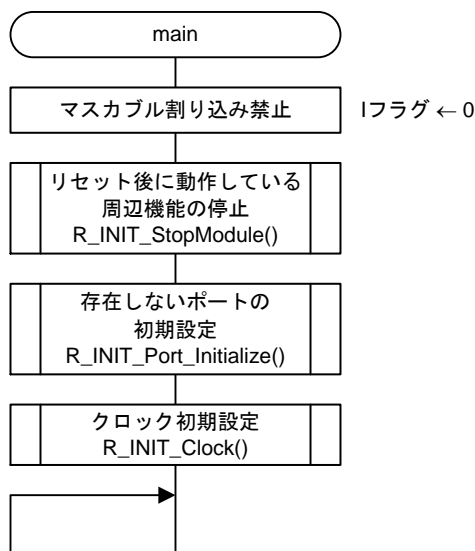 main
マスカブル割り込み禁止
Iフラグ ← 0
リセット後に動作している
周辺機能の停止
R_INIT_StopModule()
存在しないポートの
初期設定
R_INIT_Port_Initialize()
クロック初期設定
R_INIT_Clock()